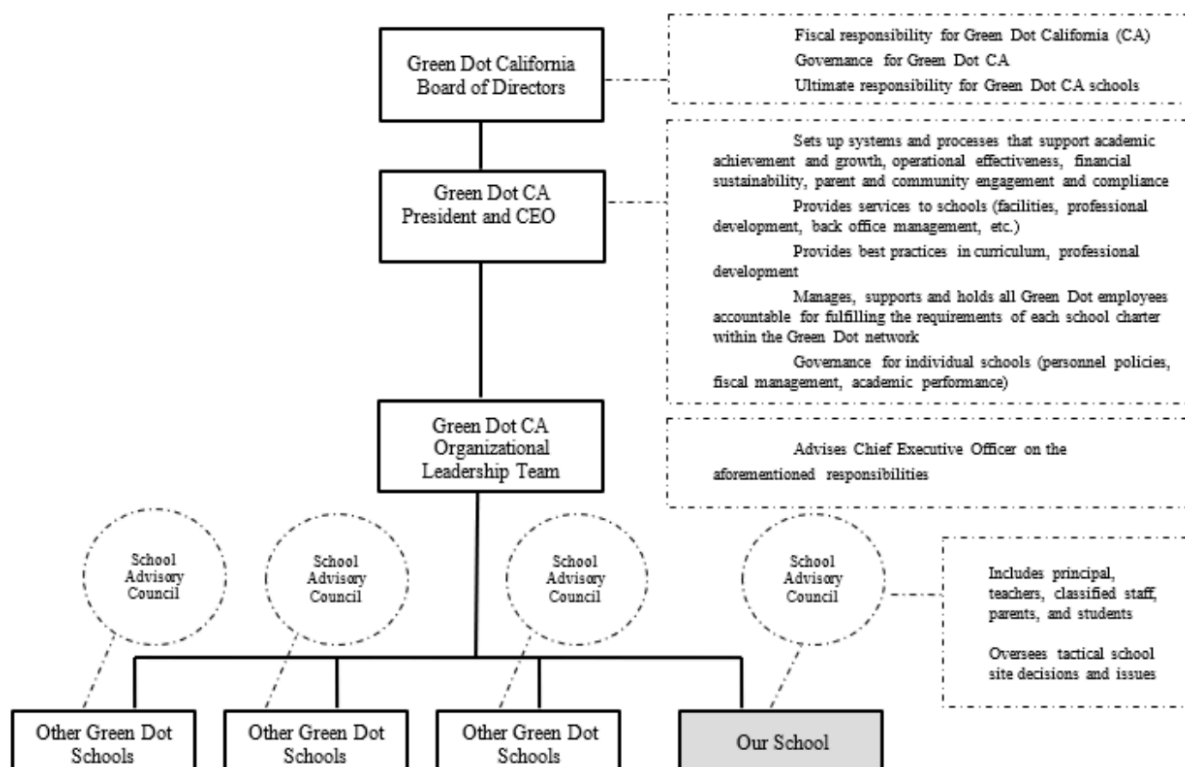 Green Dot California
Board of Directors
Fiscal responsibility for Green Dot California (CA)
Governance for Green Dot CA
Ultimate responsibility for Green Dot CA schools
Green Dot CA
President and CEO
Sets up systems and processes that support academic
achievement and growth, operational effectiveness, financial
sustainability, parent and community engagement and compliance
Provides services to schools (facilities, professional
development, back office management, etc.)
Provides best practices in curriculum, professional
development
Manages, supports and holds all Green Dot employees
accountable for fulfilling the requirements of each school charter
within the Green Dot network
Governance for individual schools (personnel policies,
fiscal management, academic performance)
Green Dot CA
Organizational
Leadership Team
Advises Chief Executive Officer on the
aforementioned responsibilities
School
Advisory
Council
School
Advisory
Council
School
Advisory
Council
School
Advisory
Council
Includes principal,
teachers, classified staff,
parents, and students
Oversees tactical school
site decisions and issues
Other Green Dot
Schools
Other Green Dot
Schools
Other Green Dot
Schools
Our School